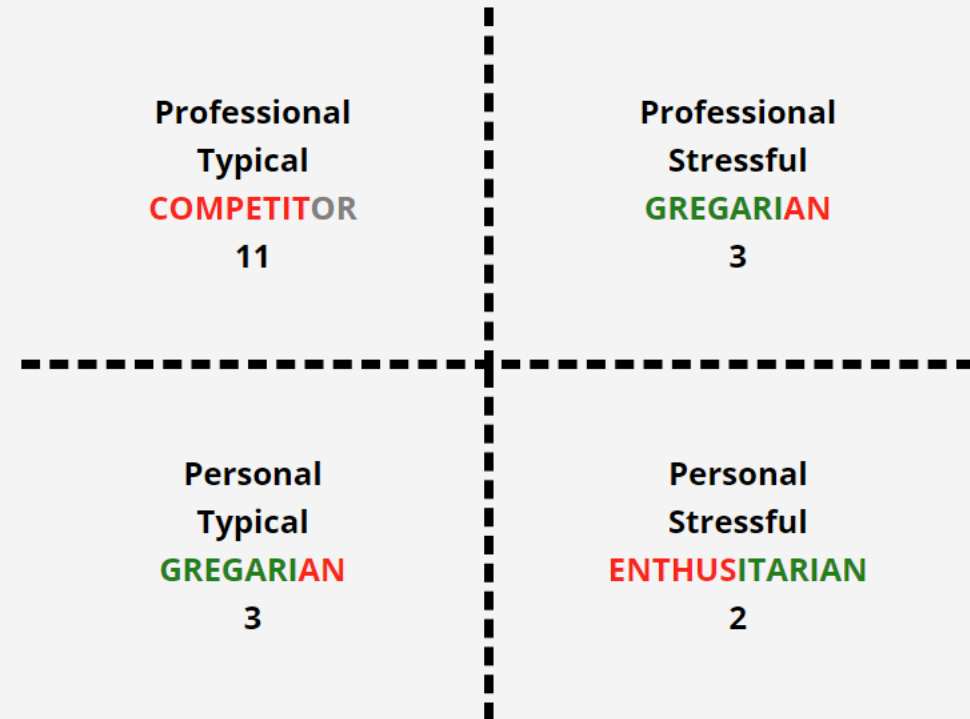 Professional
Typical
COMPETITOR
11
Professional
Stressful
GREGARIAN
3
Personal
Typical
GREGARIAN
3
Personal
Stressful
ENTHUSITARIAN
2